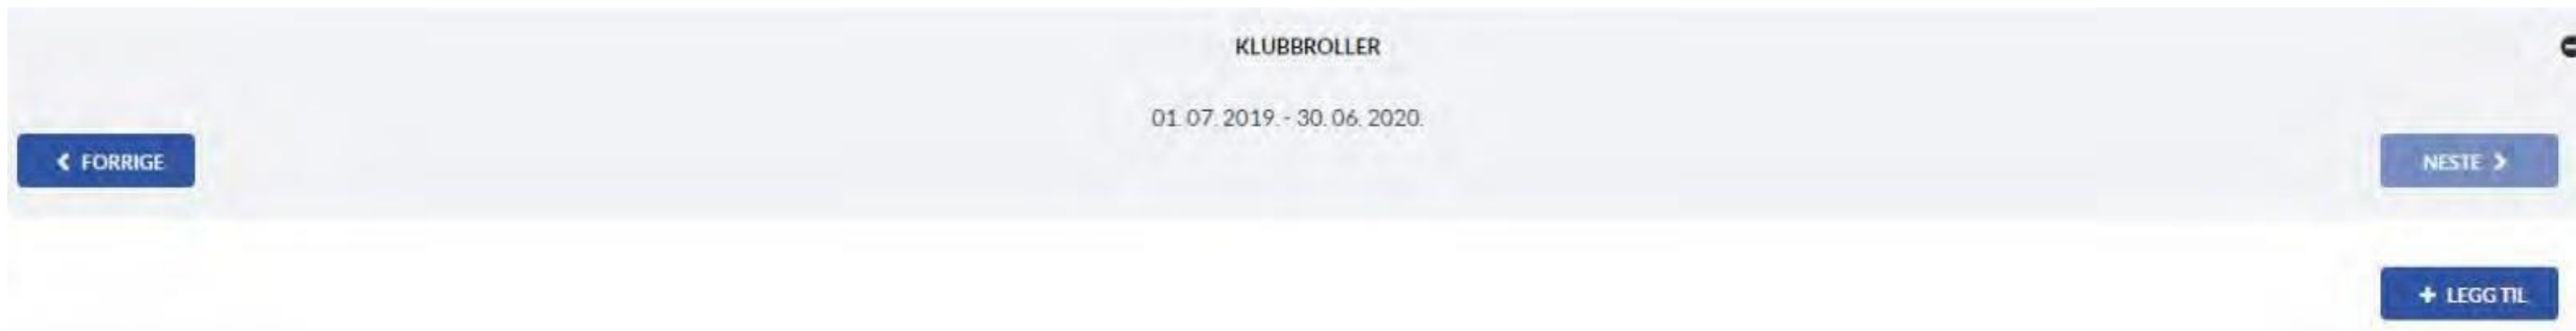 KLUBBROLLER
01. 07. 2019. - 30. 06. 2020.
FORRIGE
NESTE
+ LEGG TIL